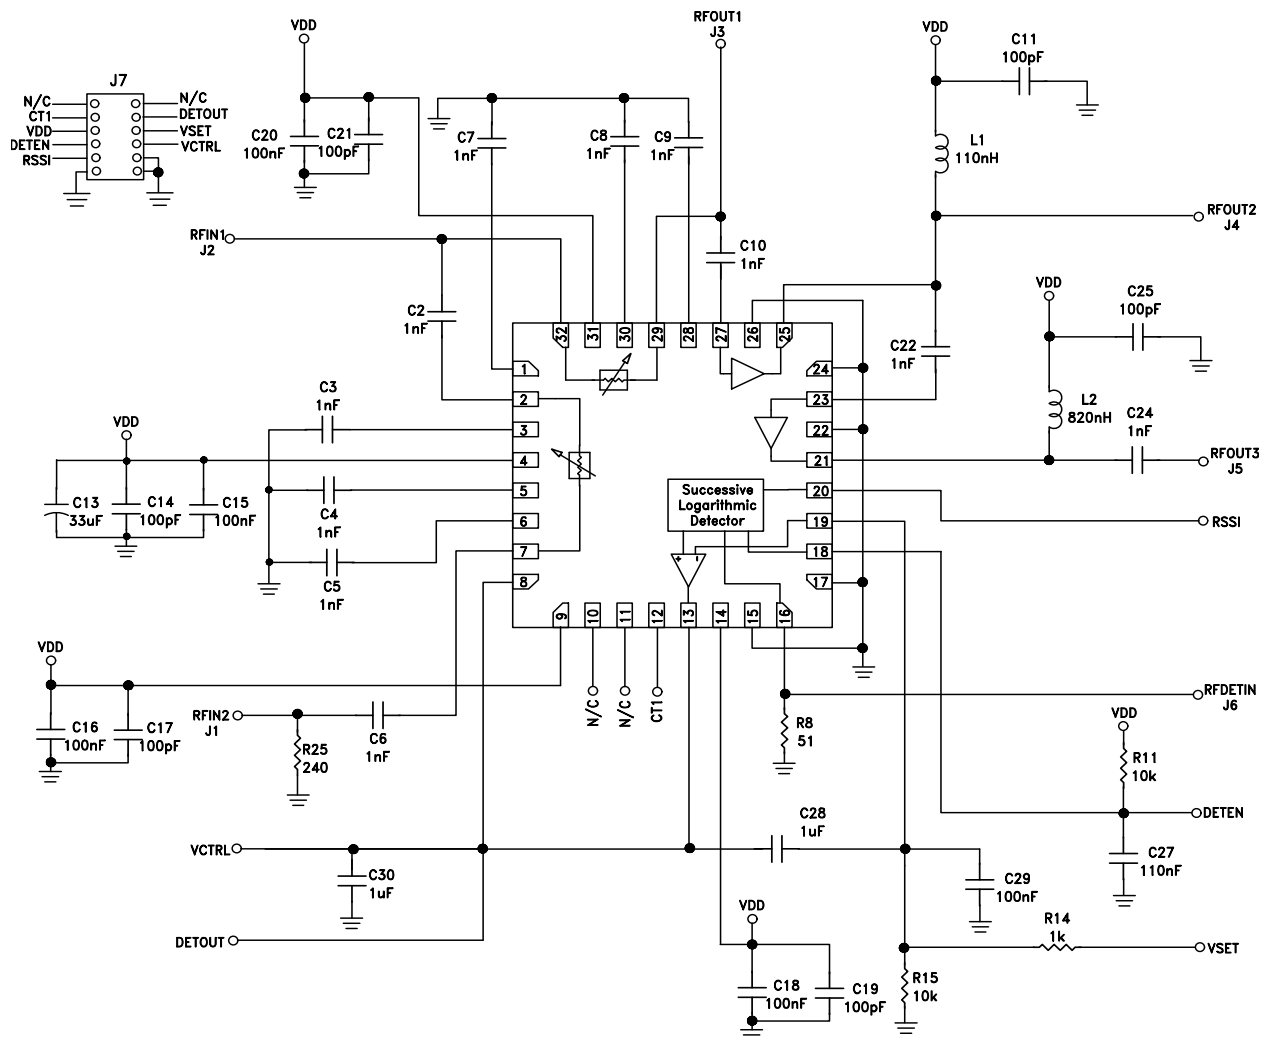 RFOUT1
J3
VDD
VDD
C11
100pF
J7
N/C
N/C
CT1
DETOUT
VDD
VSET
DETEN
VCTRL
RSSI
C20
100nF
C21
100pF
C7
1nF
C8
1nF
C9
1nF
L1
110nH
RFOUT2
J4
RFIN1
J2
C10
1nF
VDD
C25
100pF
C2
1nF
32
31
30
29
28
27
26
25
C22
1nF
1
24
C3
1nF
2
23
L2
820nH
C24
1nF
VDD
3
22
4
21
RFOUT3
J5
C13
33uF
C14
100pF
C15
100nF
C4
1nF
5
Successive
Logarithmic
Detector
20
6
19
RSSI
7
+
-
18
C5
1nF
8
17
9
10
11
12
13
14
15
16
VDD
C16
100nF
C17
100pF
RFIN2
J1
R25
240
C6
1nF
N/C
N/C
CT1
R8
51
RFDETIN
J6
VDD
R11
10k
DETEN
C28
1uF
VCTRL
C30
1uF
C27
110nF
C29
100nF
DETOUT
VDD
R14
1k
VSET
C18
100nF
C19
100pF
R15
10k